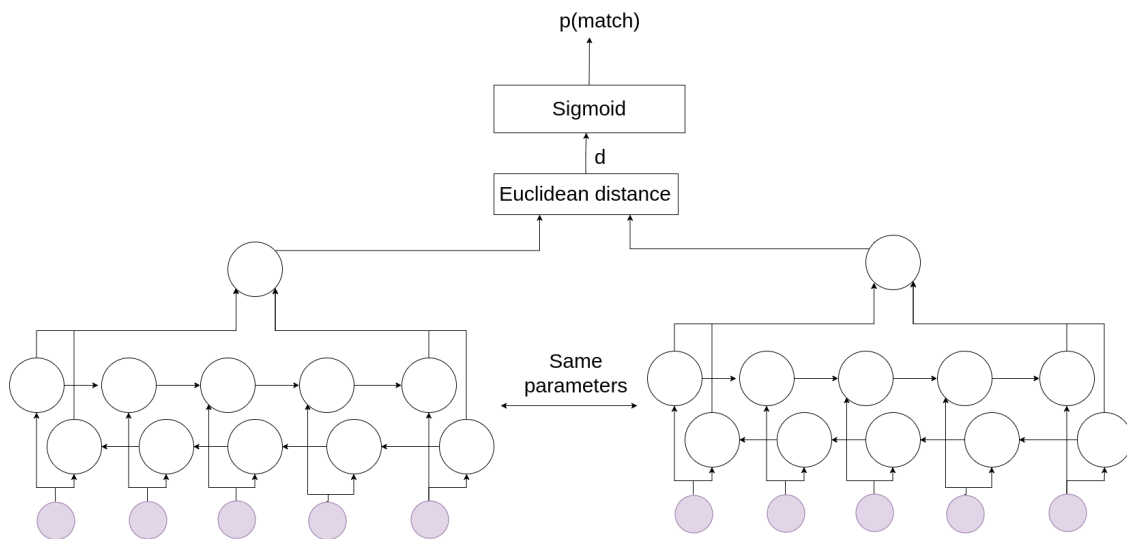 p(match)
Sigmoid
d
Euclidean distance
Same
parameters